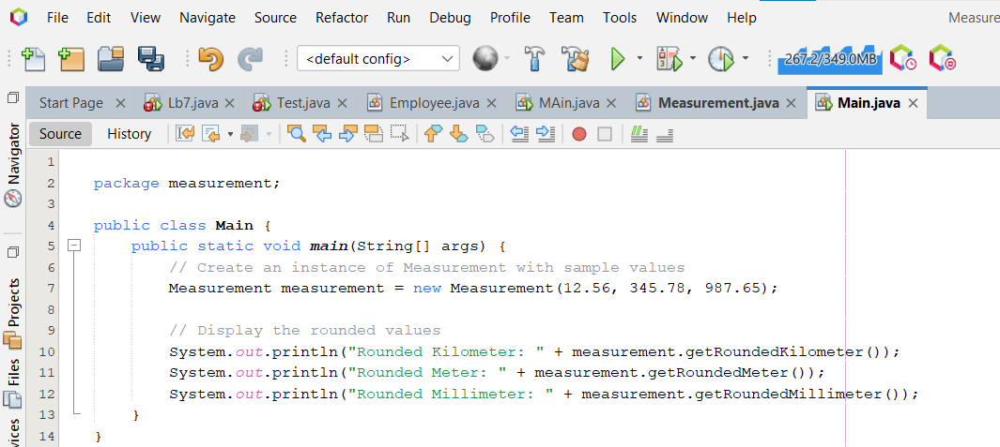 File Edit View Navigate Source Refactor Run Debug Profile Team Tools Window Help Measure
<default config> 267.2/349.0MB
Start Page Lb7.java Test.java Employee.java MAin.java Measurement.java Main.java
Source History
Navigator
Projects
Files
vices
1
2 package measurement;
3
4 public class Main {
5 public static void main(String[] args) {
6 // Create an instance of Measurement with sample values
7 Measurement measurement = new Measurement(12.56, 345.78, 987.65);
8
9 // Display the rounded values
10 System.out.println("Rounded Kilometer: " + measurement.getRoundedKilometer());
11 System.out.println("Rounded Meter: " + measurement.getRoundedMeter());
12 System.out.println("Rounded Millimeter: " + measurement.getRoundedMillimeter());
13 }
14 }